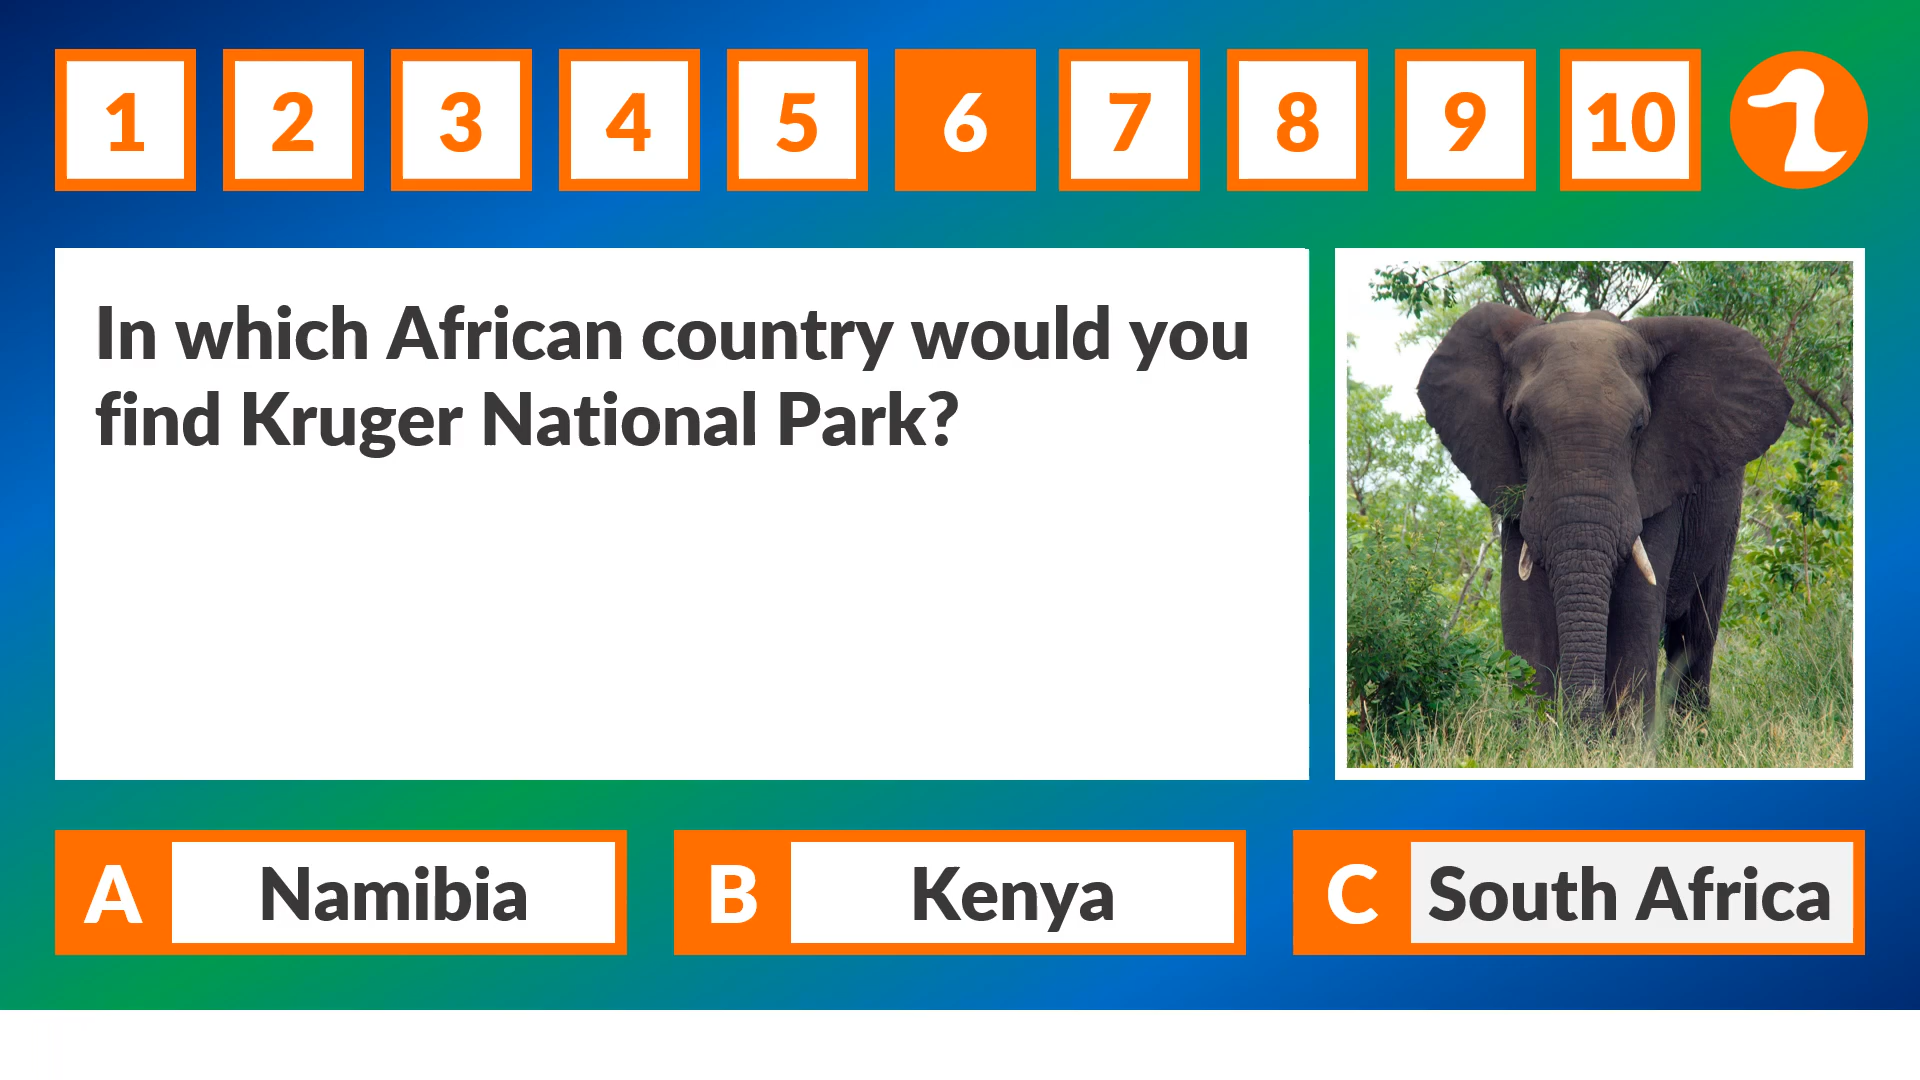 1 2 3 4 5 6 7 8 9 10
In which African country would you
find Kruger National Park?
A Namibia B Kenya C South Africa